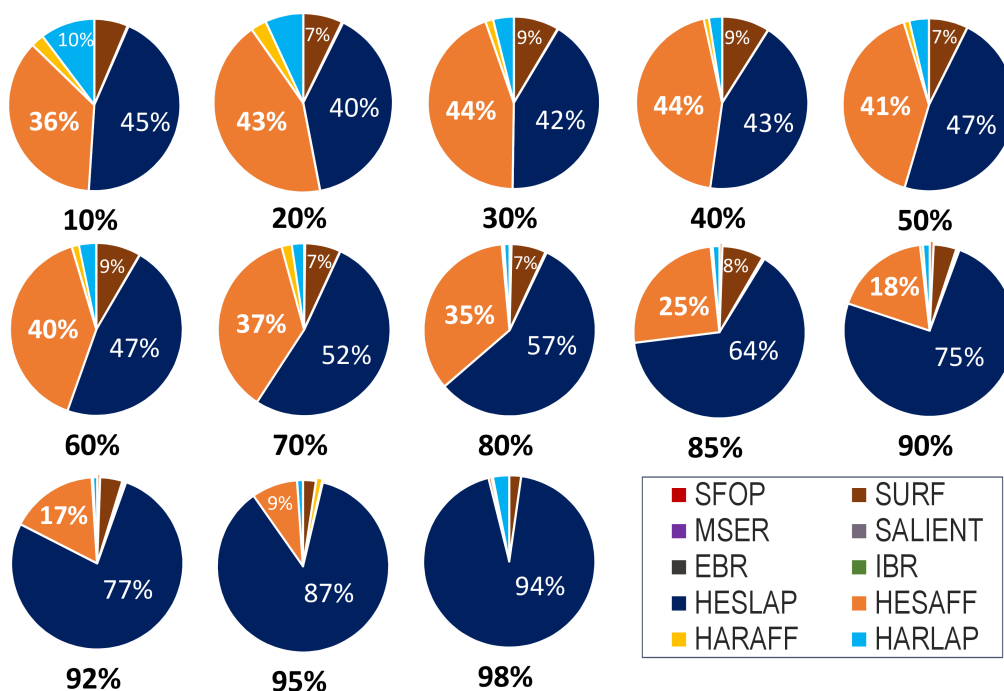 10% 7% 9% 9% 7%
36% 45% 43% 40% 44% 42% 44% 43% 41% 47%
10% 20% 30% 40% 50%
9% 7% 7% 8%
40% 47% 37% 52% 35% 57% 25% 64% 18% 75%
60% 70% 80% 85% 90%
17% 77% 9% 87% 94%
92% 95% 98%
SFOP SURF
MSER SALIENT
EBR IBR
HESLAP HESAFF
HARAFF HARLAP